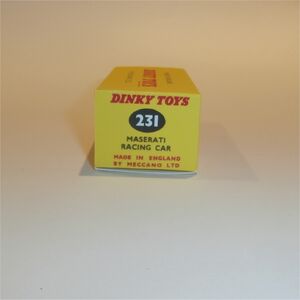 DINKY TOYS
231
MASERATI
RACING CAR
MADE IN ENGLAND
BY MECCANO LTD